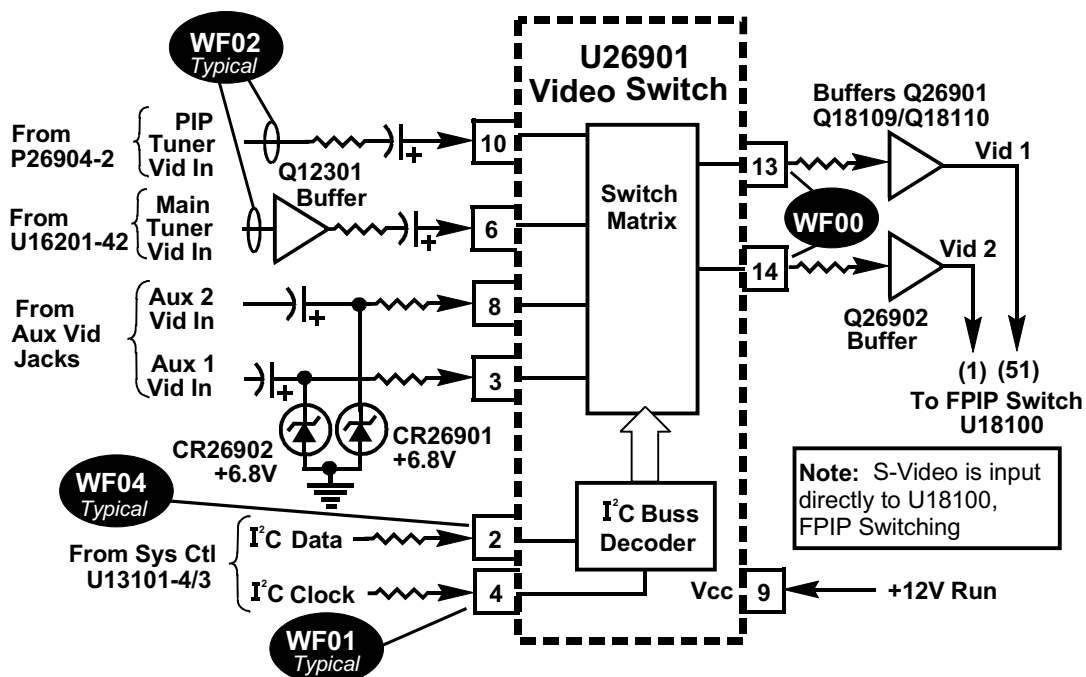 WF02
Typical
U26901
Video Switch
From
P26904-2
PIP
Tuner
Vid In
+
10
Q12301
Buffer
From
U16201-42
Main
Tuner
Vid In
+
6
From
Aux Vid
Jacks
Aux 2
Vid In
+
8
Aux 1
Vid In
+
3
CR26902
+6.8V
CR26901
+6.8V
Switch
Matrix
Buffers Q26901
Q18109/Q18110
13
Vid 1
WF00
14
Vid 2
Q26902
Buffer
(1) (51)
To FPIP Switch
U18100
Note: S-Video is input
directly to U18100,
FPIP Switching
WF04
Typical
From Sys Ctl
U13101-4/3
I²C Data
2
I²C Clock
4
I²C Buss
Decoder
WF01
Typical
Vcc
9
+12V Run